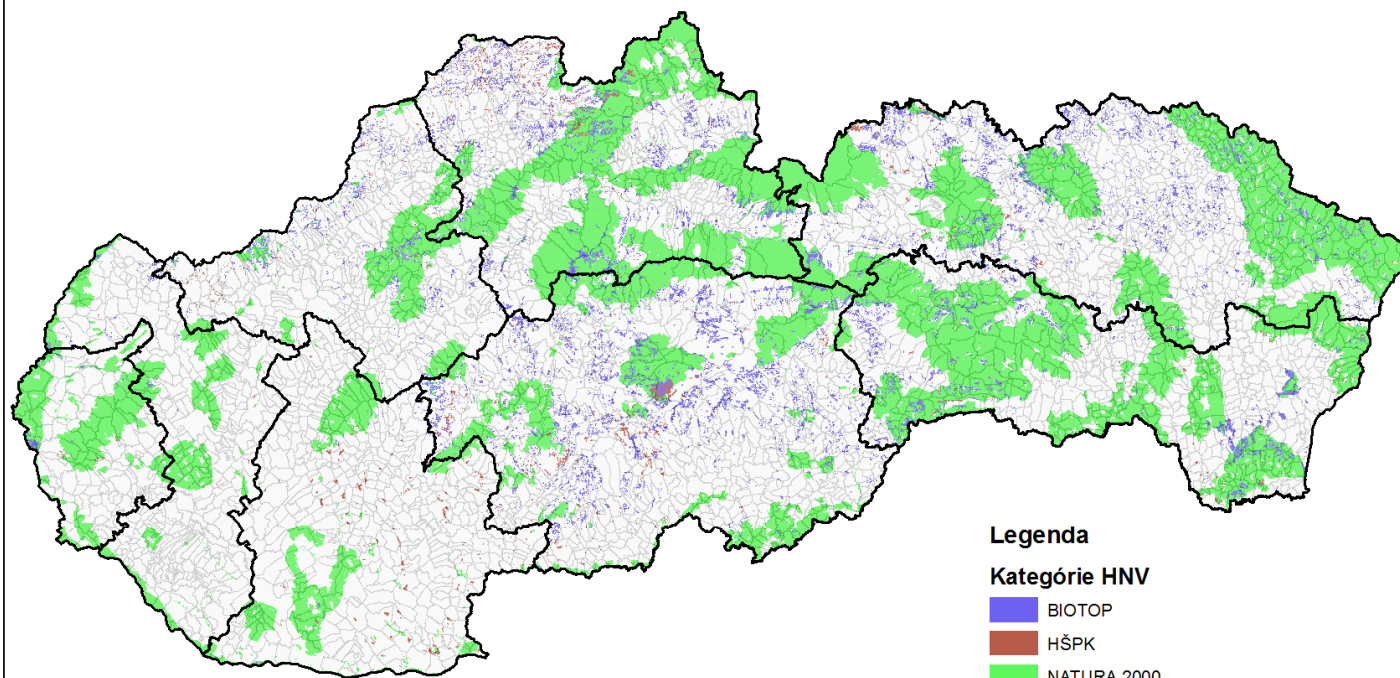 Legenda
Kategórie HNV
BIOTOP
HŠPK
NATURA 2000